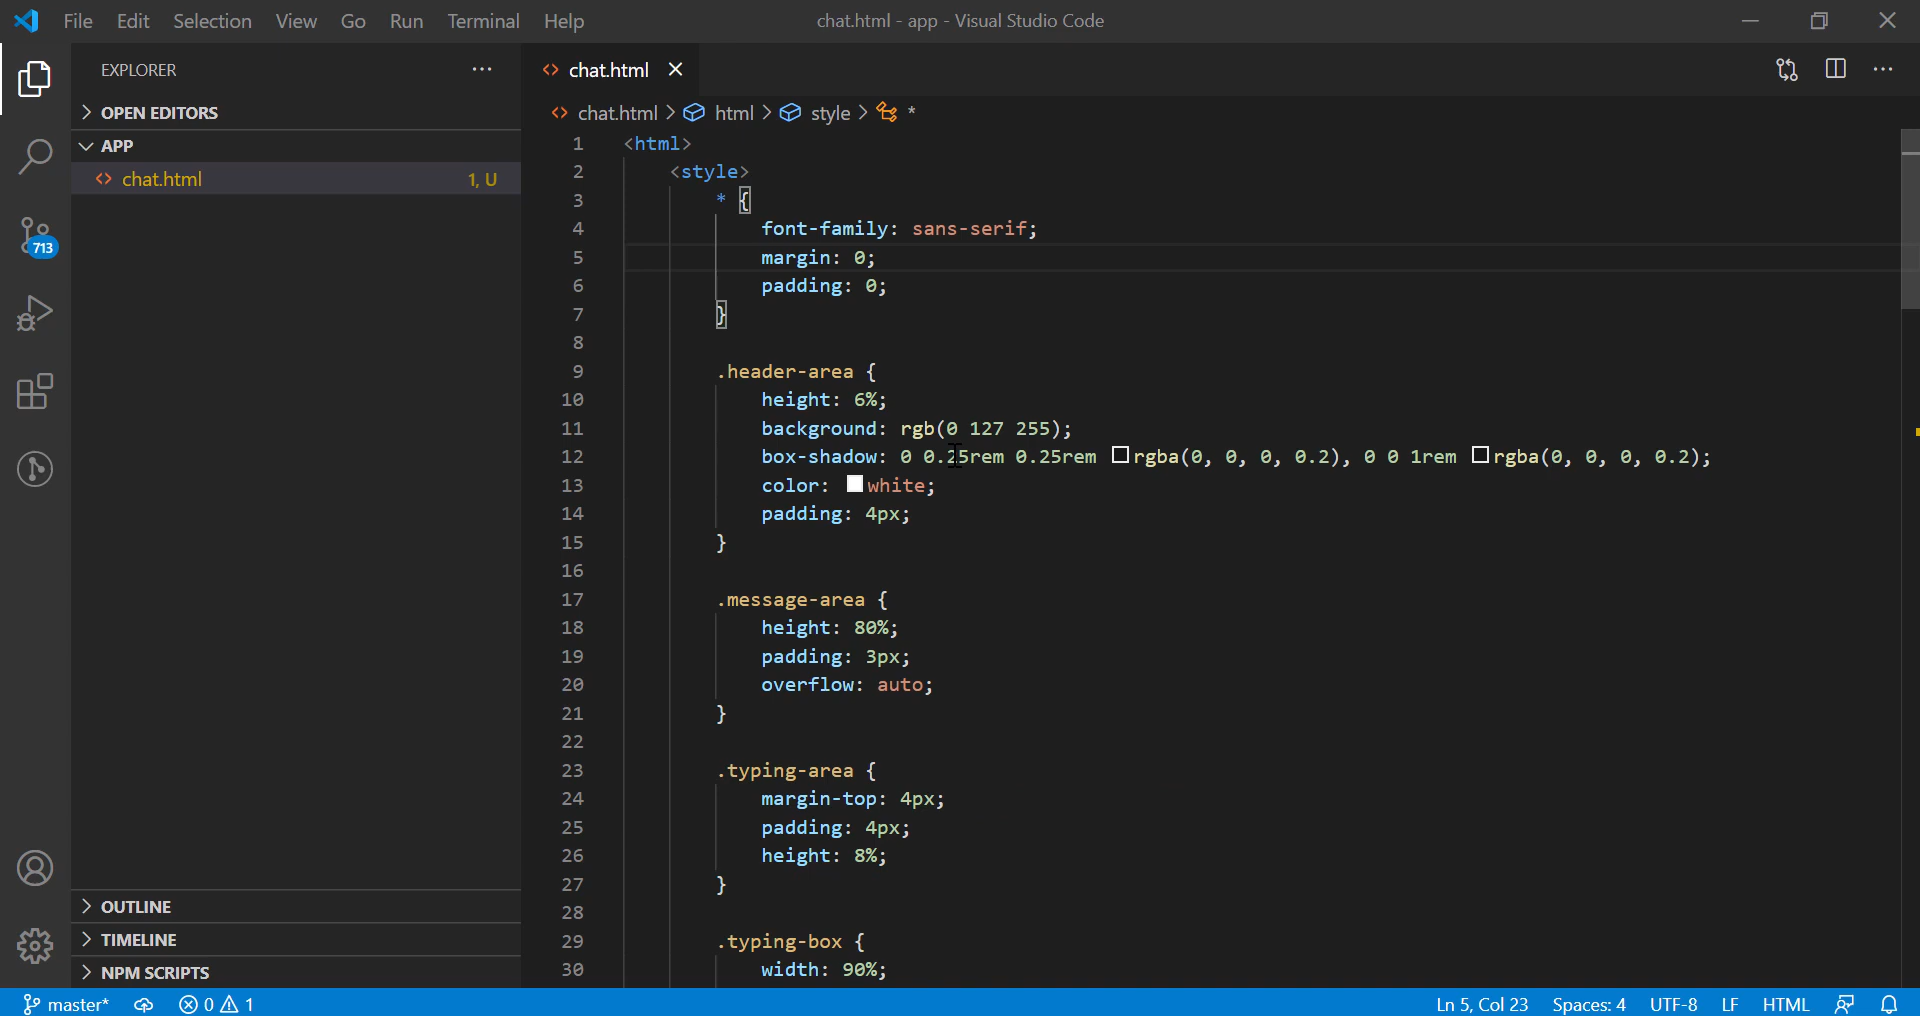 File Edit Selection View Go Run Terminal Help chat.html - app - Visual Studio Code
EXPLORER
OPEN EDITORS
APP
chat.html 1, U
713
OUTLINE
TIMELINE
NPM SCRIPTS
chat.html
chat.html > html > style > *
1 <html>
2 <style>
3 * {
4 font-family: sans-serif;
5 margin: 0;
6 padding: 0;
7 }
8
9 .header-area {
10 height: 6%;
11 background: rgb(0 127 255);
12 box-shadow: 0 0.25rem 0.25rem rgba(0, 0, 0, 0.2), 0 0 1rem rgba(0, 0, 0, 0.2);
13 color: white;
14 padding: 4px;
15 }
16
17 .message-area {
18 height: 80%;
19 padding: 3px;
20 overflow: auto;
21 }
22
23 .typing-area {
24 margin-top: 4px;
25 padding: 4px;
26 height: 8%;
27 }
28
29 .typing-box {
30 width: 90%;
master* 0 1 Ln 5, Col 23 Spaces: 4 UTF-8 LF HTML